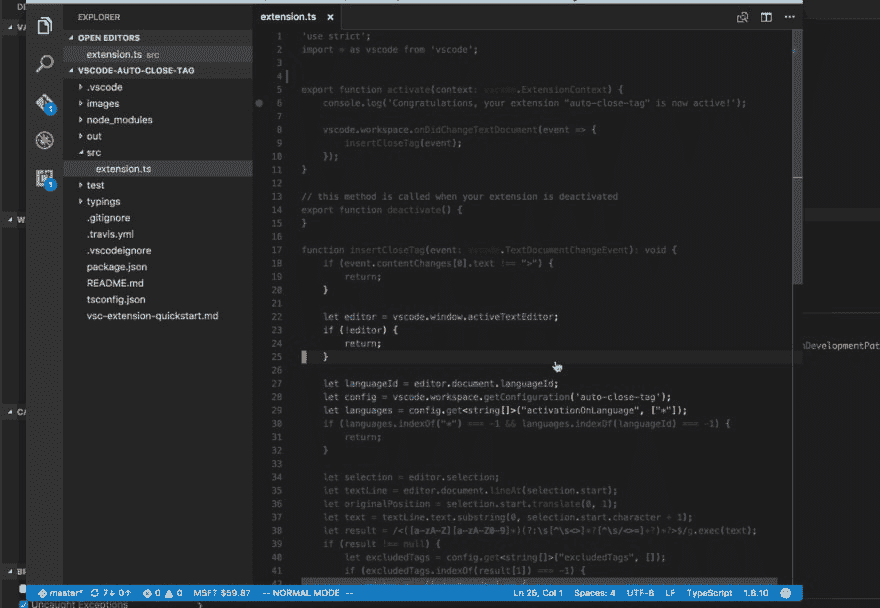 EXPLORER
OPEN EDITORS
extension.ts src
VSCODE-AUTO-CLOSE-TAG
.vscode
images
node_modules
out
src
extension.ts
test
typings
.gitignore
.travis.yml
.vscodeignore
package.json
README.md
tsconfig.json
vsc-extension-quickstart.md
1
1
extension.ts ×
1 'use strict';
2 import * as vscode from 'vscode';
3
4
5 export function activate(context: vscode.ExtensionContext) {
6 console.log('Congratulations, your extension "auto-close-tag" is now active!');
7
8 vscode.workspace.onDidChangeTextDocument(event => {
9 insertCloseTag(event);
10 });
11 }
12
13 // this method is called when your extension is deactivated
14 export function deactivate() {
15 }
16
17 function insertCloseTag(event: vscode.TextDocumentChangeEvent): void {
18 if (event.contentChanges[0].text !== ">") {
19 return;
20 }
21
22 let editor = vscode.window.activeTextEditor;
23 if (!editor) {
24 return;
25 }
26
27 let languageId = editor.document.languageId;
28 let config = vscode.workspace.getConfiguration('auto-close-tag');
29 let languages = config.get<string[]>("activationOnLanguage", ["*"]);
30 if (languages.indexOf("*") === -1 && languages.indexOf(languageId) === -1) {
31 return;
32 }
33
34 let selection = editor.selection;
35 let textLine = editor.document.lineAt(selection.start);
36 let originalPosition = selection.start.translate(0, 1);
37 let text = textLine.text.substring(0, selection.start.character + 1);
38 let result = /<([a-zA-Z][a-zA-Z0-9]*)(?:\s[^\s<>]*?[^\s/<>=]+?)*?>$/g.exec(text);
39 if (result !== null) {
40 let excludedTags = config.get<string[]>("excludedTags", []);
41 if (excludedTags.indexOf(result[1]) === -1) {
nDevelopmentPat
master* 7↓ 0↑ 0 0 MSFT $59.87 -- NORMAL MODE -- Ln 25, Col 1 Spaces: 4 UTF-8 LF TypeScript 1.8.10
Uncaught Exceptions